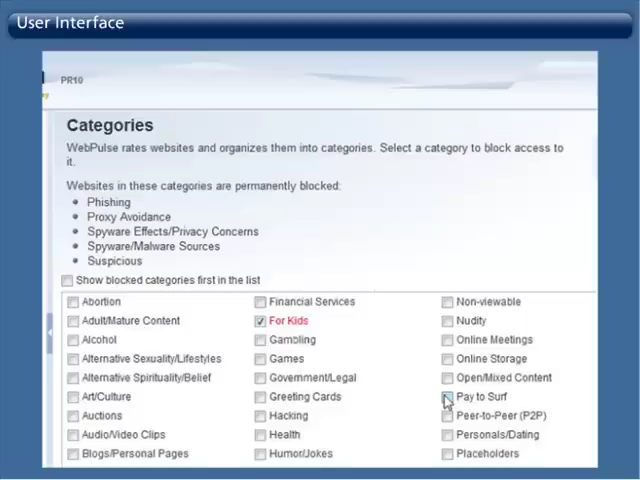 User Interface
PR10
Categories
WebPulse rates websites and organizes them into categories. Select a category to block access to
it.
Websites in these categories are permanently blocked:
Phishing
Proxy Avoidance
Spyware Effects/Privacy Concerns
Spyware/Malware Sources
Suspicious
Show blocked categories first in the list
Abortion Financial Services Non-viewable
Adult/Mature Content For Kids Nudity
Alcohol Gambling Online Meetings
Alternative Sexuality/Lifestyles Games Online Storage
Alternative Spirituality/Belief Government/Legal Open/Mixed Content
Art/Culture Greeting Cards Pay to Surf
Auctions Hacking Peer-to-Peer (P2P)
Audio/Video Clips Health Personals/Dating
Blogs/Personal Pages Humor/Jokes Placeholders